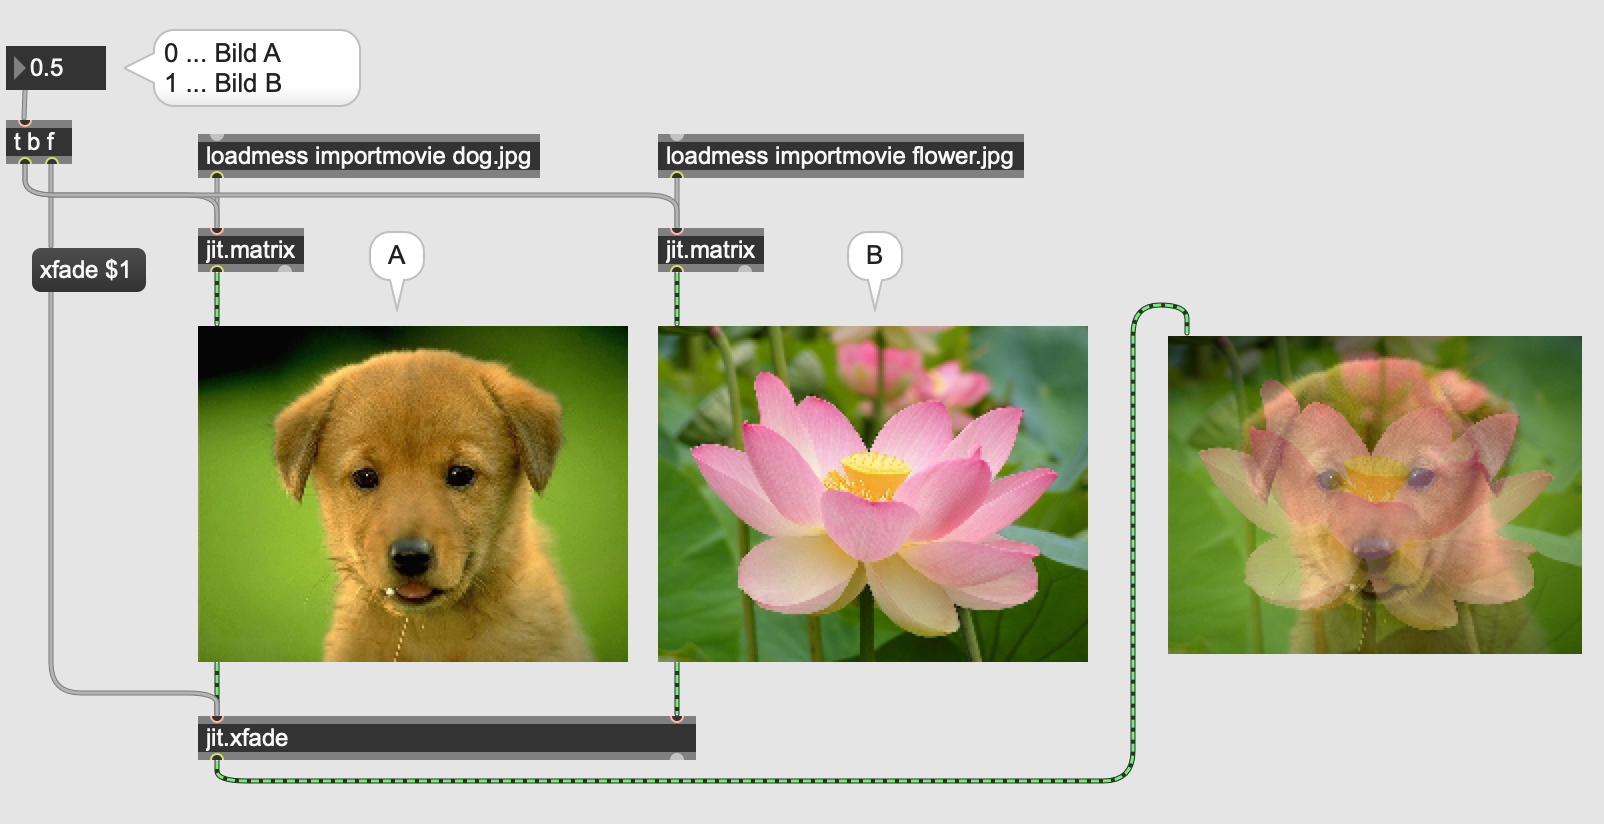 0.5
0 ... Bild A
1 ... Bild B
t b f
loadmess importmovie dog.jpg
loadmess importmovie flower.jpg
jit.matrix
jit.matrix
A
B
xfade $1
jit.xfade